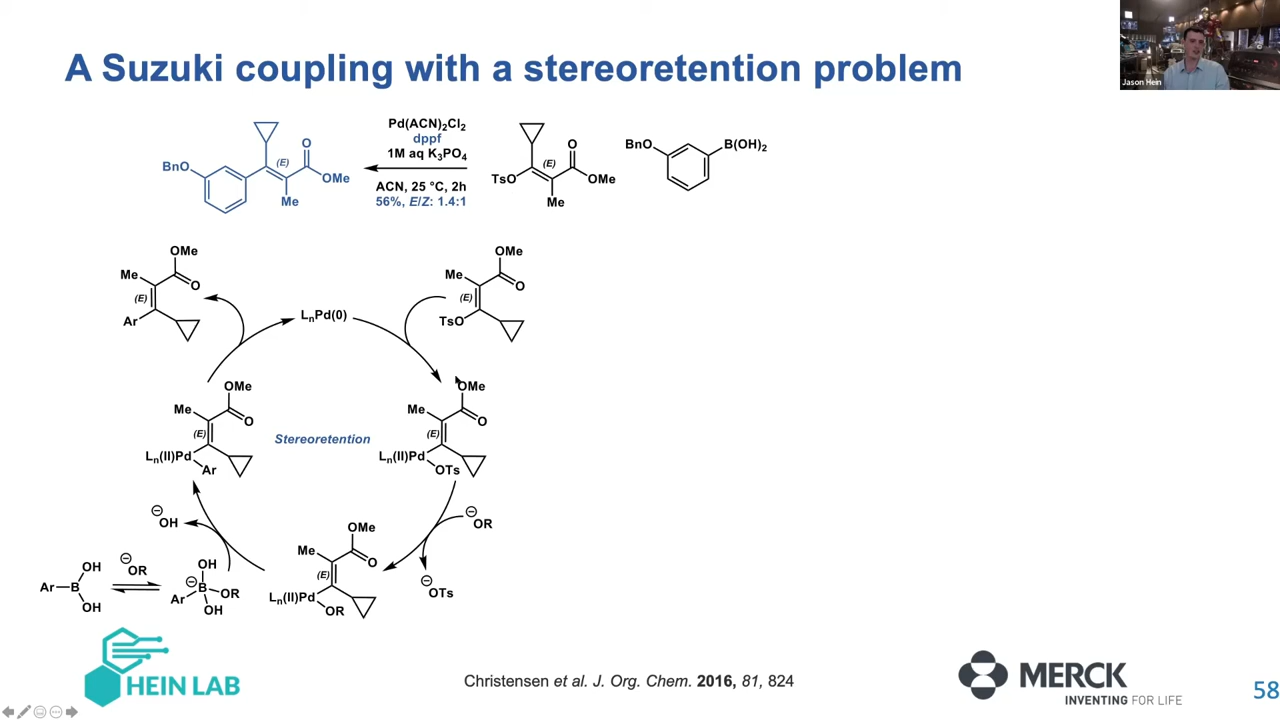 A Suzuki coupling with a stereoretention problem
Jason Hein
BnO
(E)
O
OMe
Me
Pd(ACN)2Cl2
dppf
1M aq K3PO4
ACN, 25 °C, 2h
56%, E/Z: 1.4:1
TsO
(E)
O
OMe
Me
BnO
B(OH)2
OMe
Me
O
(E)
Ar
LnPd(0)
OMe
Me
O
(E)
TsO
OMe
Me
O
(E)
Ln(II)Pd
Ar
Stereoretention
OMe
Me
O
(E)
Ln(II)Pd
OTs
⊖OH
⊖OR
OMe
Me
O
(E)
Ln(II)Pd
OR
⊖OTs
Ar B OH
OH
⊖OR
OH
⊖B
Ar
OR
OH
HEIN LAB
Christensen et al. J. Org. Chem. 2016, 81, 824
MERCK
INVENTING FOR LIFE
58